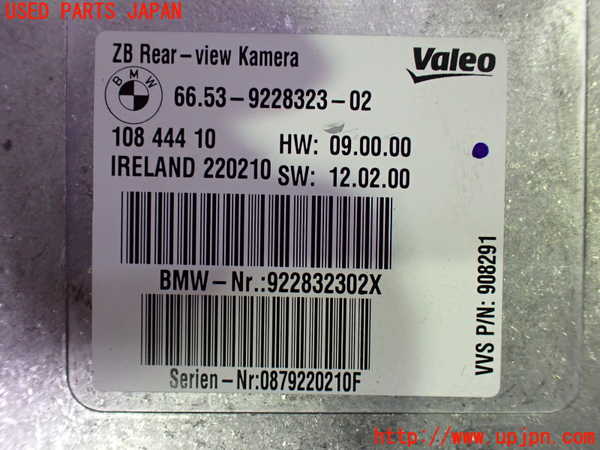 USED PARTS JAPAN
ZB Rear-view Kamera
Valeo
BMW
66.53-9228323-02
108 444 10 HW: 09.00.00
IRELAND 220210 SW: 12.02.00
BMW-Nr.:922832302X
Serien-Nr:0879220210F
VVS P/N: 908291
http://www.upjpn.com/